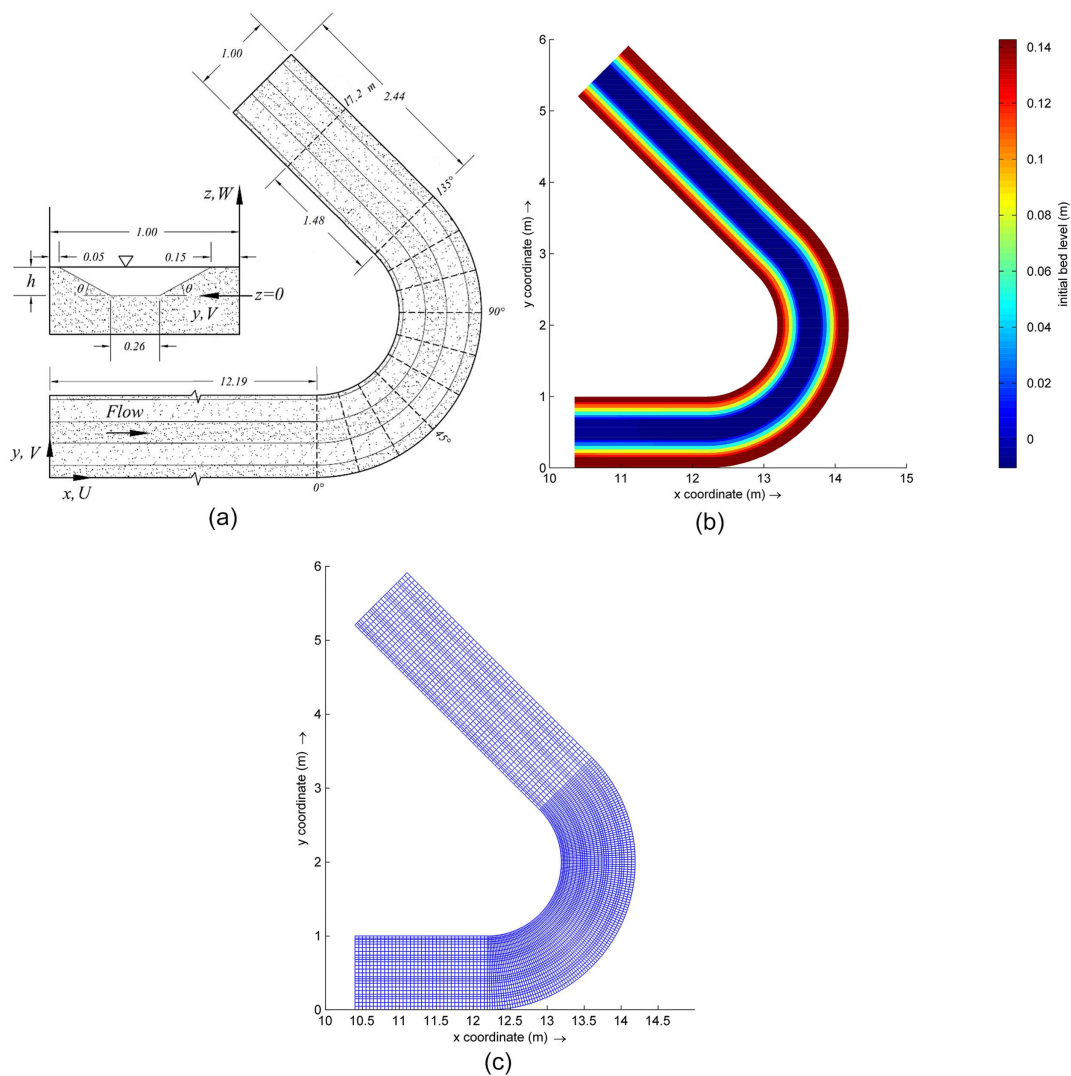 1.00
17.2 m
2.44
135°
1.48
z,W
1.00
0.05
0.15
h
θ
θ
z=0
y,V
0.26
90°
12.19
Flow
45°
y, V
x, U
0°
(a)
6
5
4
3
2
1
0
y coordinate (m) →
10
11
12
13
14
15
x coordinate (m) →
(b)
0.14
0.12
0.1
0.08
0.06
0.04
0.02
0
initial bed level (m)
6
5
4
3
2
1
0
y coordinate (m) →
10
10.5
11
11.5
12
12.5
13
13.5
14
14.5
x coordinate (m) →
(c)